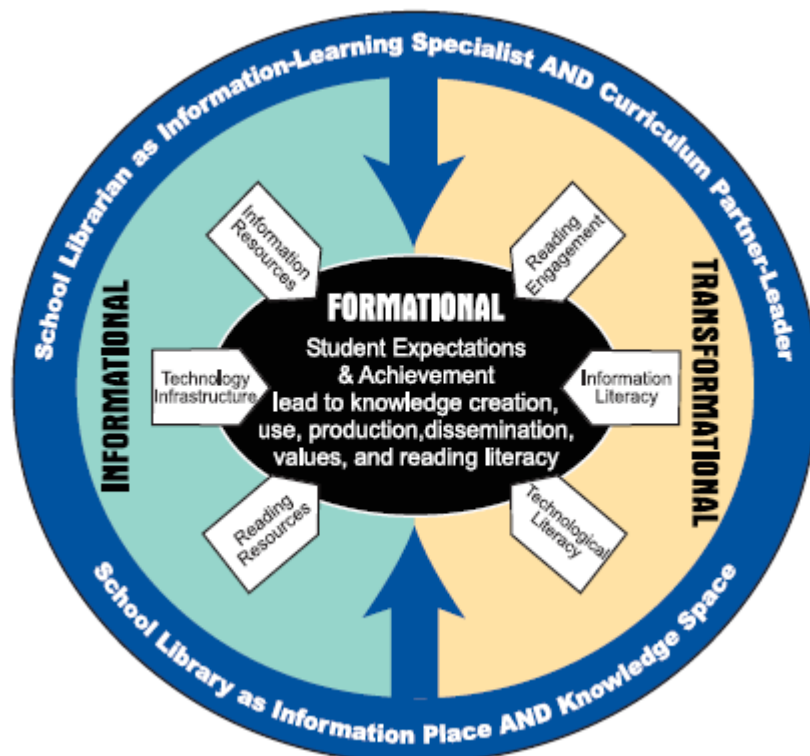 School Librarian as Information-Learning Specialist AND Curriculum Partner-Leader
INFORMATIONAL
Information
Resources
Technology
Infrastructure
Reading
Resources
FORMATIONAL
Student Expectations
& Achievement
lead to knowledge creation,
use, production,dissemination,
values, and reading literacy
Reading
Engagement
Information
Literacy
Technological
Literacy
TRANSFORMATIONAL
School Library as Information Place AND Knowledge Space